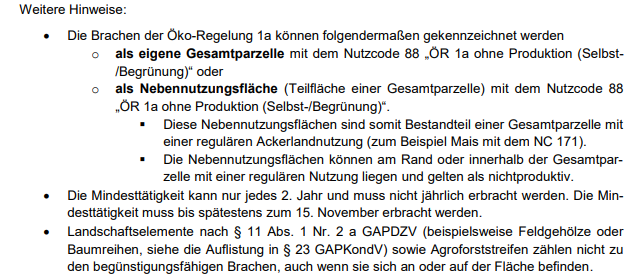 Weitere Hinweise:
• Die Brachen der Öko-Regelung 1a können folgendermaßen gekennzeichnet werden
o als eigene Gesamtparzelle mit dem Nutzcode 88 „ÖR 1a ohne Produktion (Selbst-
/Begrünung)“ oder
o als Nebennutzungsfläche (Teilfläche einer Gesamtparzelle) mit dem Nutzcode 88
„ÖR 1a ohne Produktion (Selbst-/Begrünung)“.
▪ Diese Nebennutzungsflächen sind somit Bestandteil einer Gesamtparzelle mit
einer regulären Ackerlandnutzung (zum Beispiel Mais mit dem NC 171).
▪ Die Nebennutzungsflächen können am Rand oder innerhalb der Gesamtpar-
zelle mit einer regulären Nutzung liegen und gelten als nichtproduktiv.
• Die Mindesttätigkeit kann nur jedes 2. Jahr und muss nicht jährlich erbracht werden. Die Min-
desttätigkeit muss bis spätestens zum 15. November erbracht werden.
• Landschaftselemente nach § 11 Abs. 1 Nr. 2 a GAPDZV (beispielsweise Feldgehölze oder
Baumreihen, siehe die Auflistung in § 23 GAPKondV) sowie Agroforststreifen zählen nicht zu
den begünstigungsfähigen Brachen, auch wenn sie sich an oder auf der Fläche befinden.